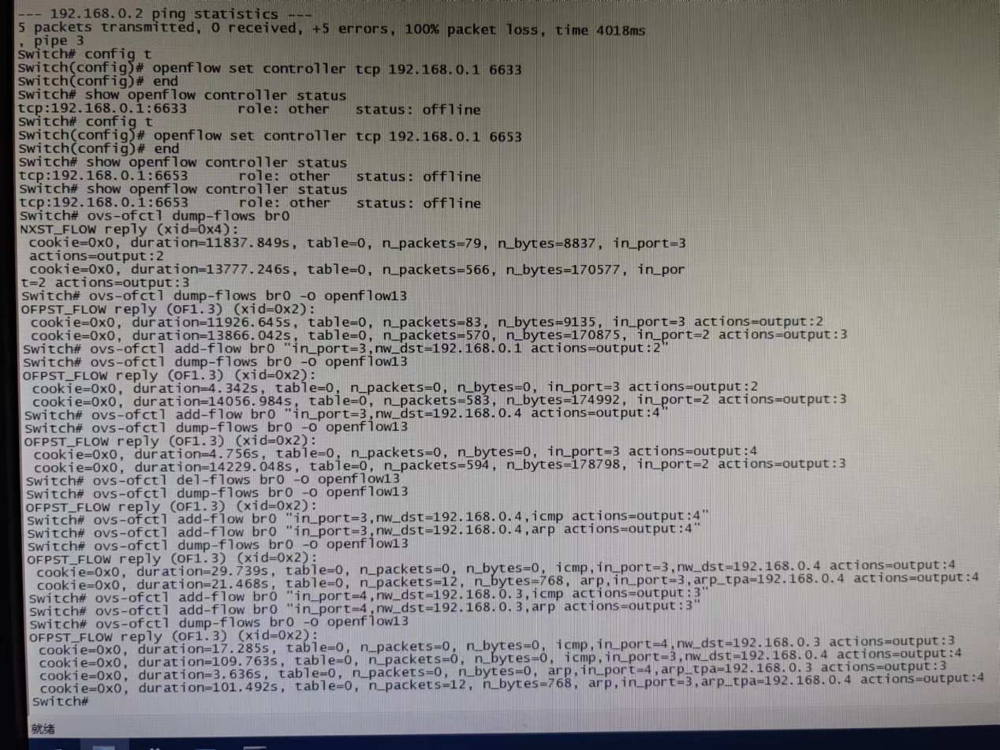 --- 192.168.0.2 ping statistics ---
5 packets transmitted, 0 received, +5 errors, 100% packet loss, time 4018ms
, pipe 3
Switch# config t
Switch(config)# openflow set controller tcp 192.168.0.1 6633
Switch(config)# end
Switch# show openflow controller status
tcp:192.168.0.1:6633 role: other status: offline
Switch# config t
Switch(config)# openflow set controller tcp 192.168.0.1 6653
Switch(config)# end
Switch# show openflow controller status
tcp:192.168.0.1:6653 role: other status: offline
Switch# show openflow controller status
tcp:192.168.0.1:6653 role: other status: offline
Switch# ovs-ofctl dump-flows br0
NXST_FLOW reply (xid=0x4):
cookie=0x0, duration=11837.849s, table=0, n_packets=79, n_bytes=8837, in_port=3
actions=output:2
cookie=0x0, duration=13777.246s, table=0, n_packets=566, n_bytes=170577, in_por
t=2 actions=output:3
Switch# ovs-ofctl dump-flows br0 -O openflow13
OFPST_FLOW reply (OF1.3) (xid=0x2):
cookie=0x0, duration=11926.645s, table=0, n_packets=83, n_bytes=9135, in_port=3 actions=output:2
cookie=0x0, duration=13866.042s, table=0, n_packets=570, n_bytes=170875, in_port=2 actions=output:3
Switch# ovs-ofctl add-flow br0 "in_port=3,nw_dst=192.168.0.1 actions=output:2"
Switch# ovs-ofctl dump-flows br0 -O openflow13
OFPST_FLOW reply (OF1.3) (xid=0x2):
cookie=0x0, duration=4.342s, table=0, n_packets=0, n_bytes=0, in_port=3 actions=output:2
cookie=0x0, duration=14056.984s, table=0, n_packets=583, n_bytes=174992, in_port=2 actions=output:3
Switch# ovs-ofctl add-flow br0 "in_port=3,nw_dst=192.168.0.4 actions=output:4"
Switch# ovs-ofctl dump-flows br0 -O openflow13
OFPST_FLOW reply (OF1.3) (xid=0x2):
cookie=0x0, duration=4.756s, table=0, n_packets=0, n_bytes=0, in_port=3 actions=output:4
cookie=0x0, duration=14229.048s, table=0, n_packets=594, n_bytes=178798, in_port=2 actions=output:3
Switch# ovs-ofctl del-flows br0 -O openflow13
Switch# ovs-ofctl dump-flows br0 -O openflow13
OFPST_FLOW reply (OF1.3) (xid=0x2):
Switch# ovs-ofctl add-flow br0 "in_port=3,nw_dst=192.168.0.4,icmp actions=output:4"
Switch# ovs-ofctl add-flow br0 "in_port=3,nw_dst=192.168.0.4,arp actions=output:4"
Switch# ovs-ofctl dump-flows br0 -O openflow13
OFPST_FLOW reply (OF1.3) (xid=0x2):
cookie=0x0, duration=29.739s, table=0, n_packets=0, n_bytes=0, icmp,in_port=3,nw_dst=192.168.0.4 actions=output:4
cookie=0x0, duration=21.468s, table=0, n_packets=12, n_bytes=768, arp,in_port=3,arp_tpa=192.168.0.4 actions=output:4
Switch# ovs-ofctl add-flow br0 "in_port=4,nw_dst=192.168.0.3,icmp actions=output:3"
Switch# ovs-ofctl add-flow br0 "in_port=4,nw_dst=192.168.0.3,arp actions=output:3"
Switch# ovs-ofctl dump-flows br0 -O openflow13
OFPST_FLOW reply (OF1.3) (xid=0x2):
cookie=0x0, duration=17.285s, table=0, n_packets=0, n_bytes=0, icmp,in_port=4,nw_dst=192.168.0.3 actions=output:3
cookie=0x0, duration=109.763s, table=0, n_packets=0, n_bytes=0, icmp,in_port=3,nw_dst=192.168.0.4 actions=output:4
cookie=0x0, duration=3.636s, table=0, n_packets=0, n_bytes=0, arp,in_port=4,arp_tpa=192.168.0.3 actions=output:3
cookie=0x0, duration=101.492s, table=0, n_packets=12, n_bytes=768, arp,in_port=3,arp_tpa=192.168.0.4 actions=output:4
Switch#
就绪